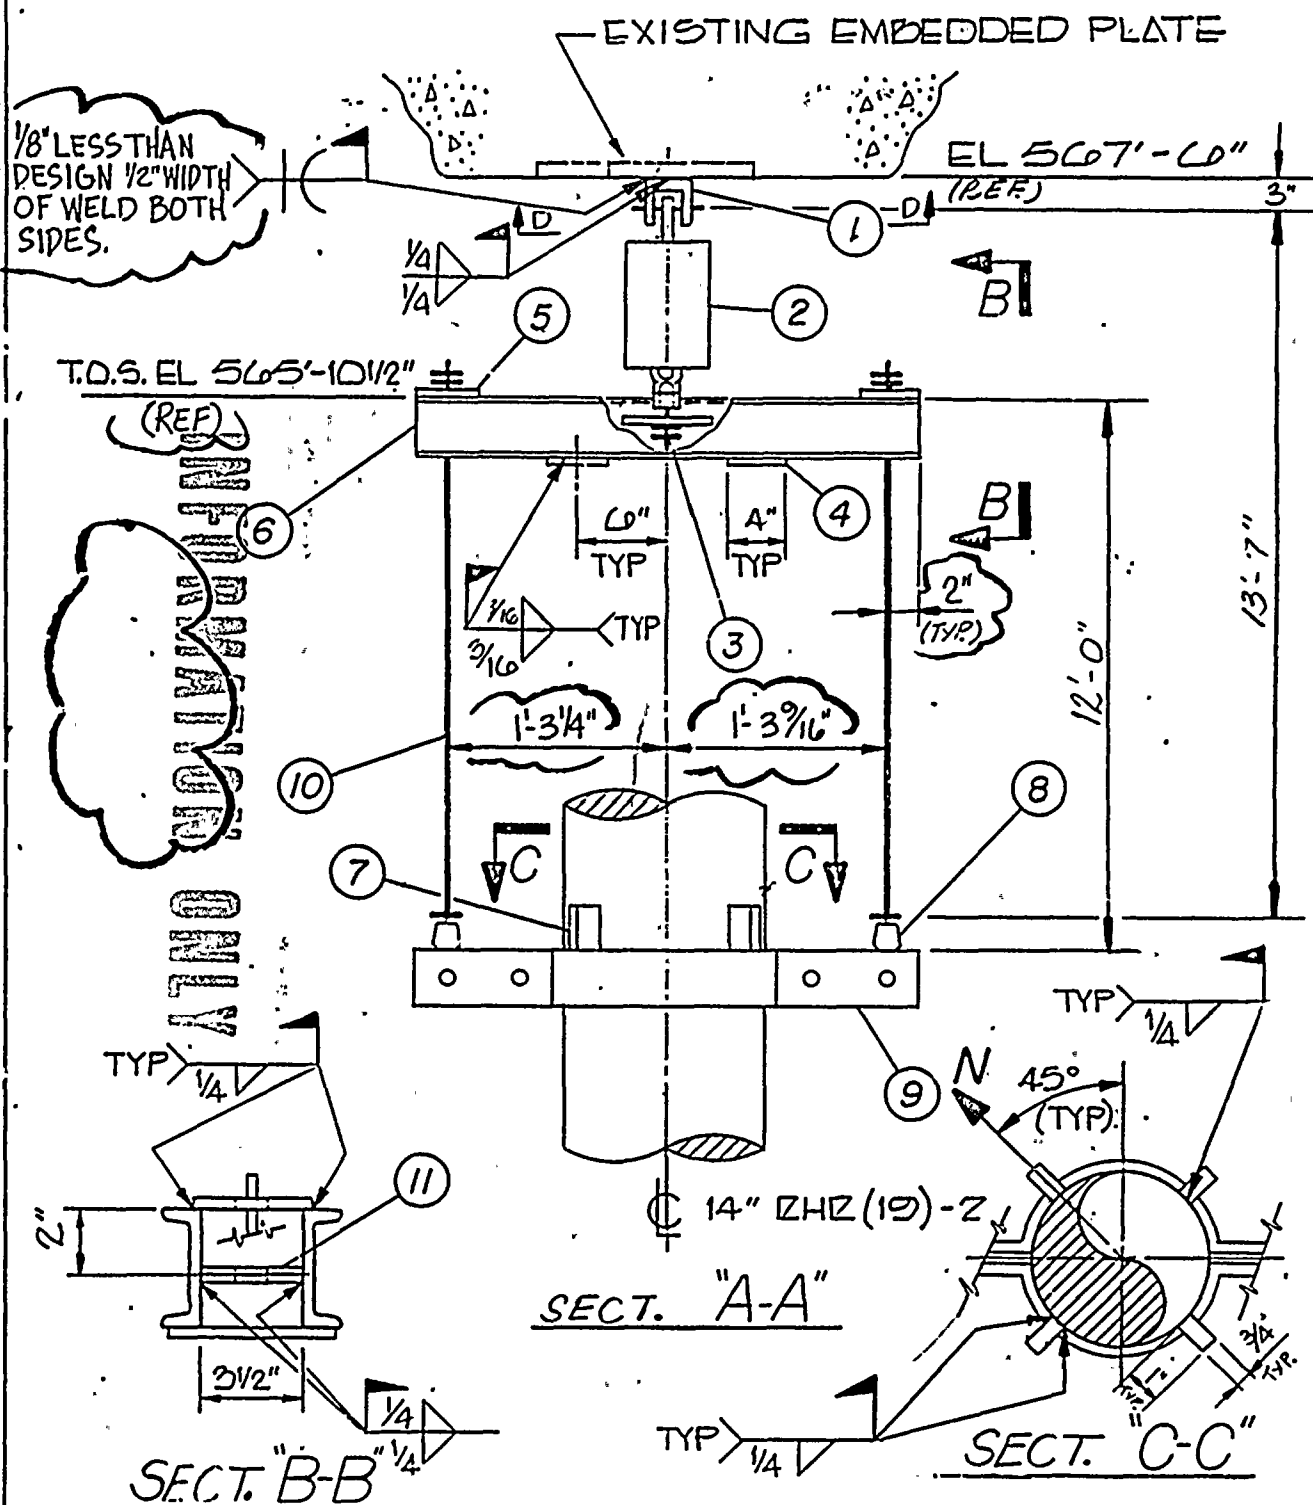 EXISTING EMBEDDED PLATE
1/8" LESS THAN
DESIGN 1/2" WIDTH
OF WELD BOTH
SIDES.
EL 567'-6"
(REF.)
3"
D
D
1
1/4
1/4
B
2
5
T.O.S. EL 565'-10 1/2"
(REF)
6
4
6"
TYP
4"
TYP
B
2"
(TYP.)
3/16
3/16
TYP
3
13'-7"
12'-0"
1'-3 1/4"
1'-3 9/16"
10
8
7
C
C
INFORMATION ONLY
TYP
1/4
TYP
1/4
9
N
45°
(TYP)
11
2"
℄ 14" RHR (19) - 2
SECT. "A-A"
3 1/2"
1/4
1/4
3/4
TYP.
TYP.
TYP
1/4
SECT. "B-B"
SECT. "C-C"